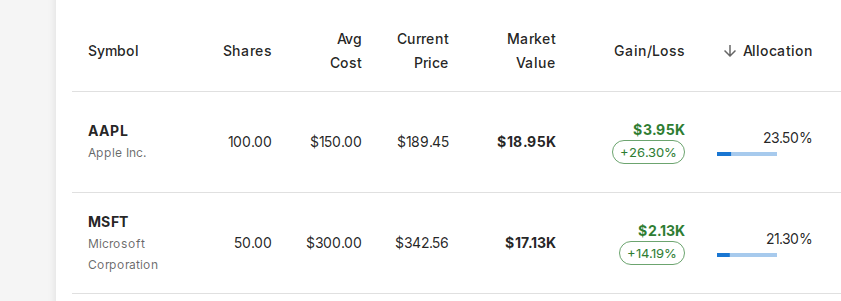 Symbol Shares Avg Cost Current Price Market Value Gain/Loss ↓ Allocation
AAPL
Apple Inc.
100.00 $150.00 $189.45 $18.95K
$3.95K
+26.30%
23.50%
MSFT
Microsoft
Corporation
50.00 $300.00 $342.56 $17.13K
$2.13K
+14.19%
21.30%